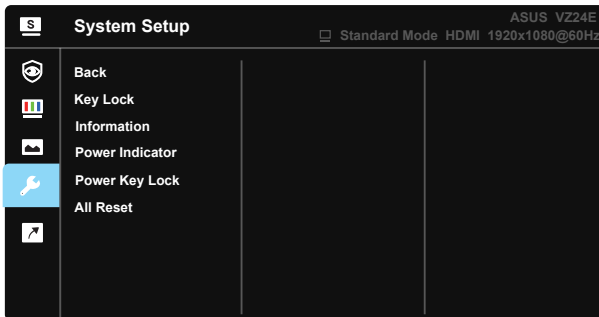 S
System Setup
ASUS VZ24E
Standard Mode HDMI 1920x1080@60Hz
Back
Key Lock
Information
Power Indicator
Power Key Lock
All Reset